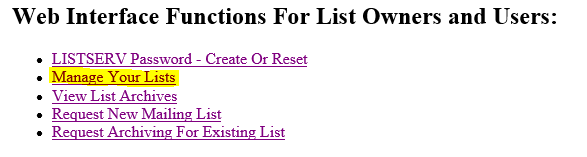 Web Interface Functions For List Owners and Users:
LISTSERV Password - Create Or Reset
Manage Your Lists
View List Archives
Request New Mailing List
Request Archiving For Existing List